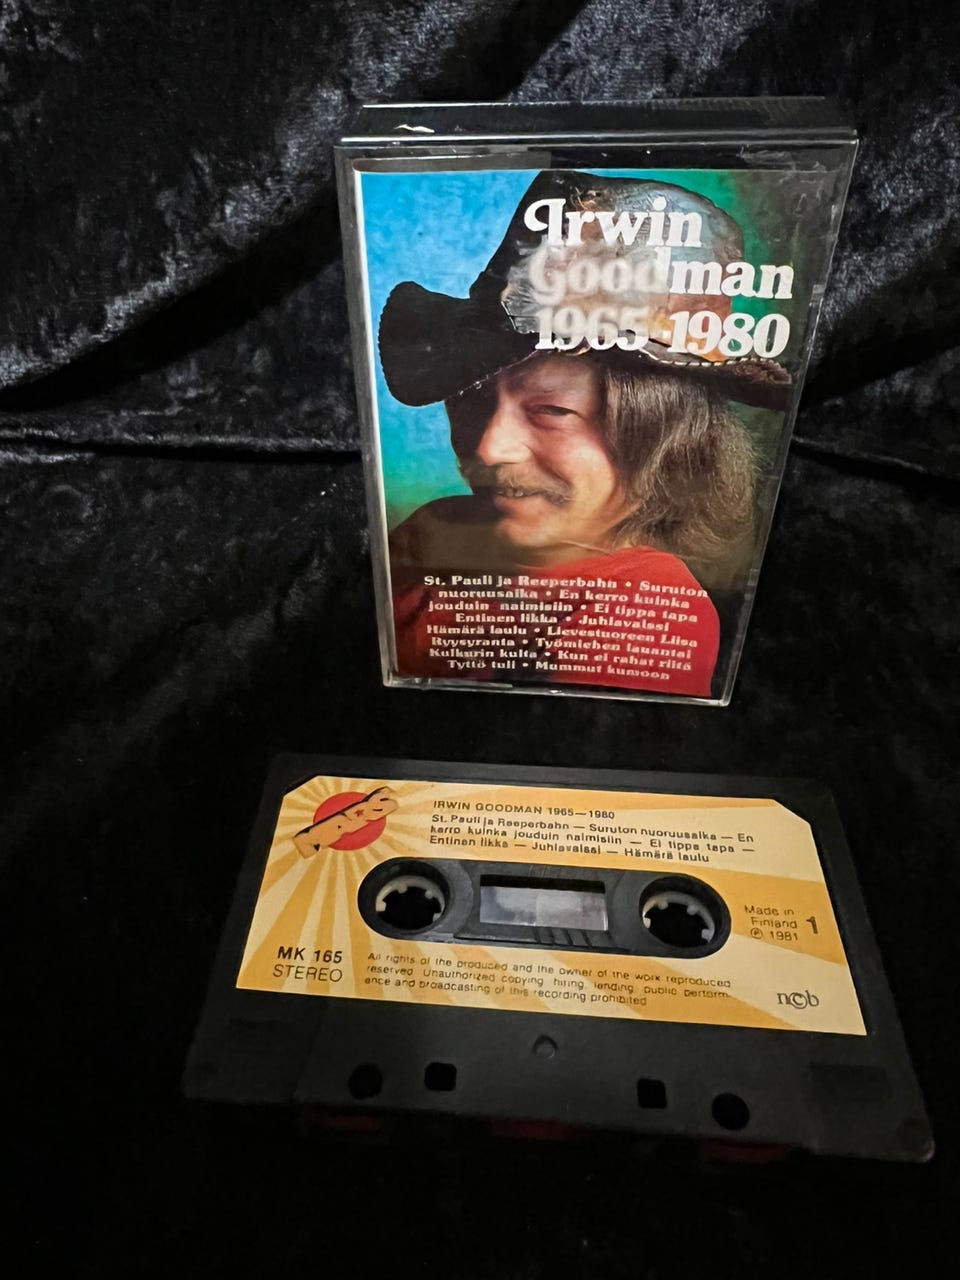 Irwin
Goodman
1965-1980
St. Pauli ja Reeperbahn • Suruton
nuoruusaika • En kerro kuinka
jouduin naimisiin • Ei tippa tapa
Entinen likka • Juhlavalssi
Hämärä laulu • Lievestuoreen Liisa
Ryysyranta • Työmiehen lauantai
Kulkurin kulta • Kun ei rahat riitä
Tyttö tuli • Mummut kumoon
IRWIN GOODMAN 1965—1980
St. Pauli ja Reeperbahn — Suruton nuoruusaika — En
kerro kuinka jouduin naimisiin — Ei tippa tapa —
Entinen likka — Juhlavalssi — Hämärä laulu
Made in
Finland
℗ 1981
1
MK 165
STEREO
All rights of the produced and the owner of the work reproduced
reserved. Unauthorized copying, hiring, lending, public perform-
ance and broadcasting of this recording prohibited
ncb